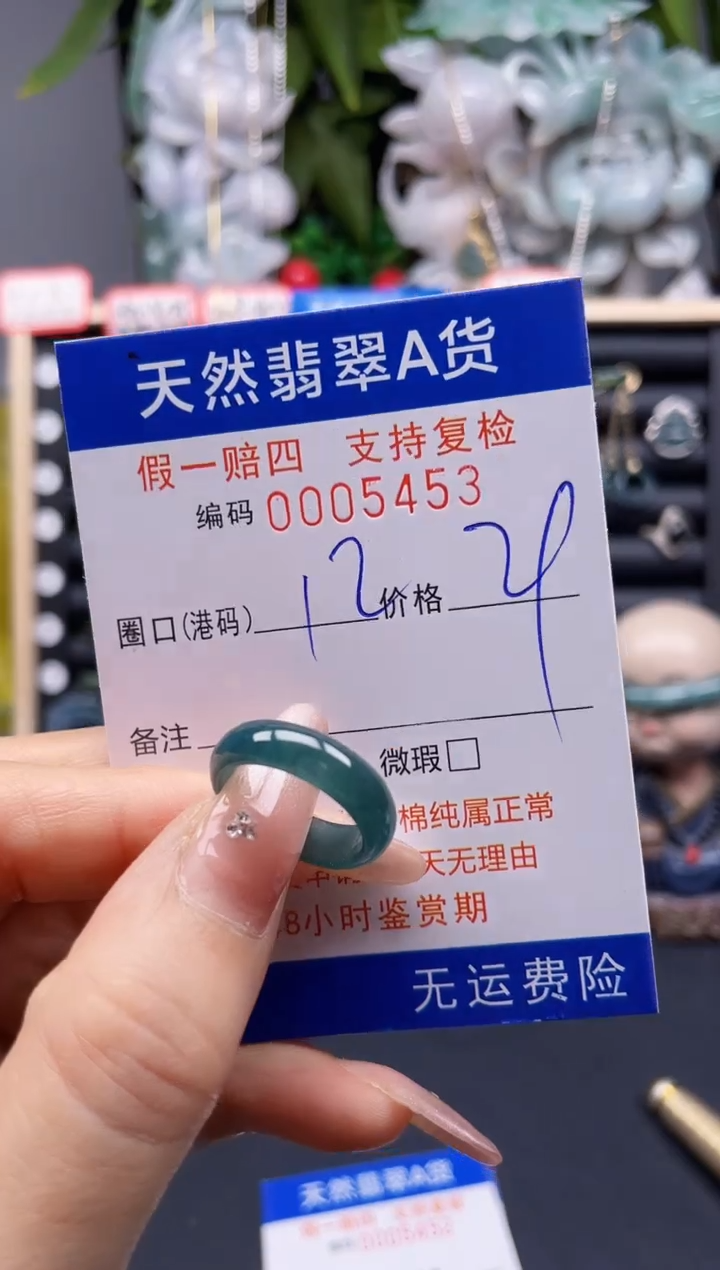 天然翡翠A货
假一赔四 支持复检
编码 0005453
圈口(港码) 12 价格 29
备注
微瑕□
棉纯属正常
天无理由
8小时鉴赏期
无运费险
天然翡翠A货